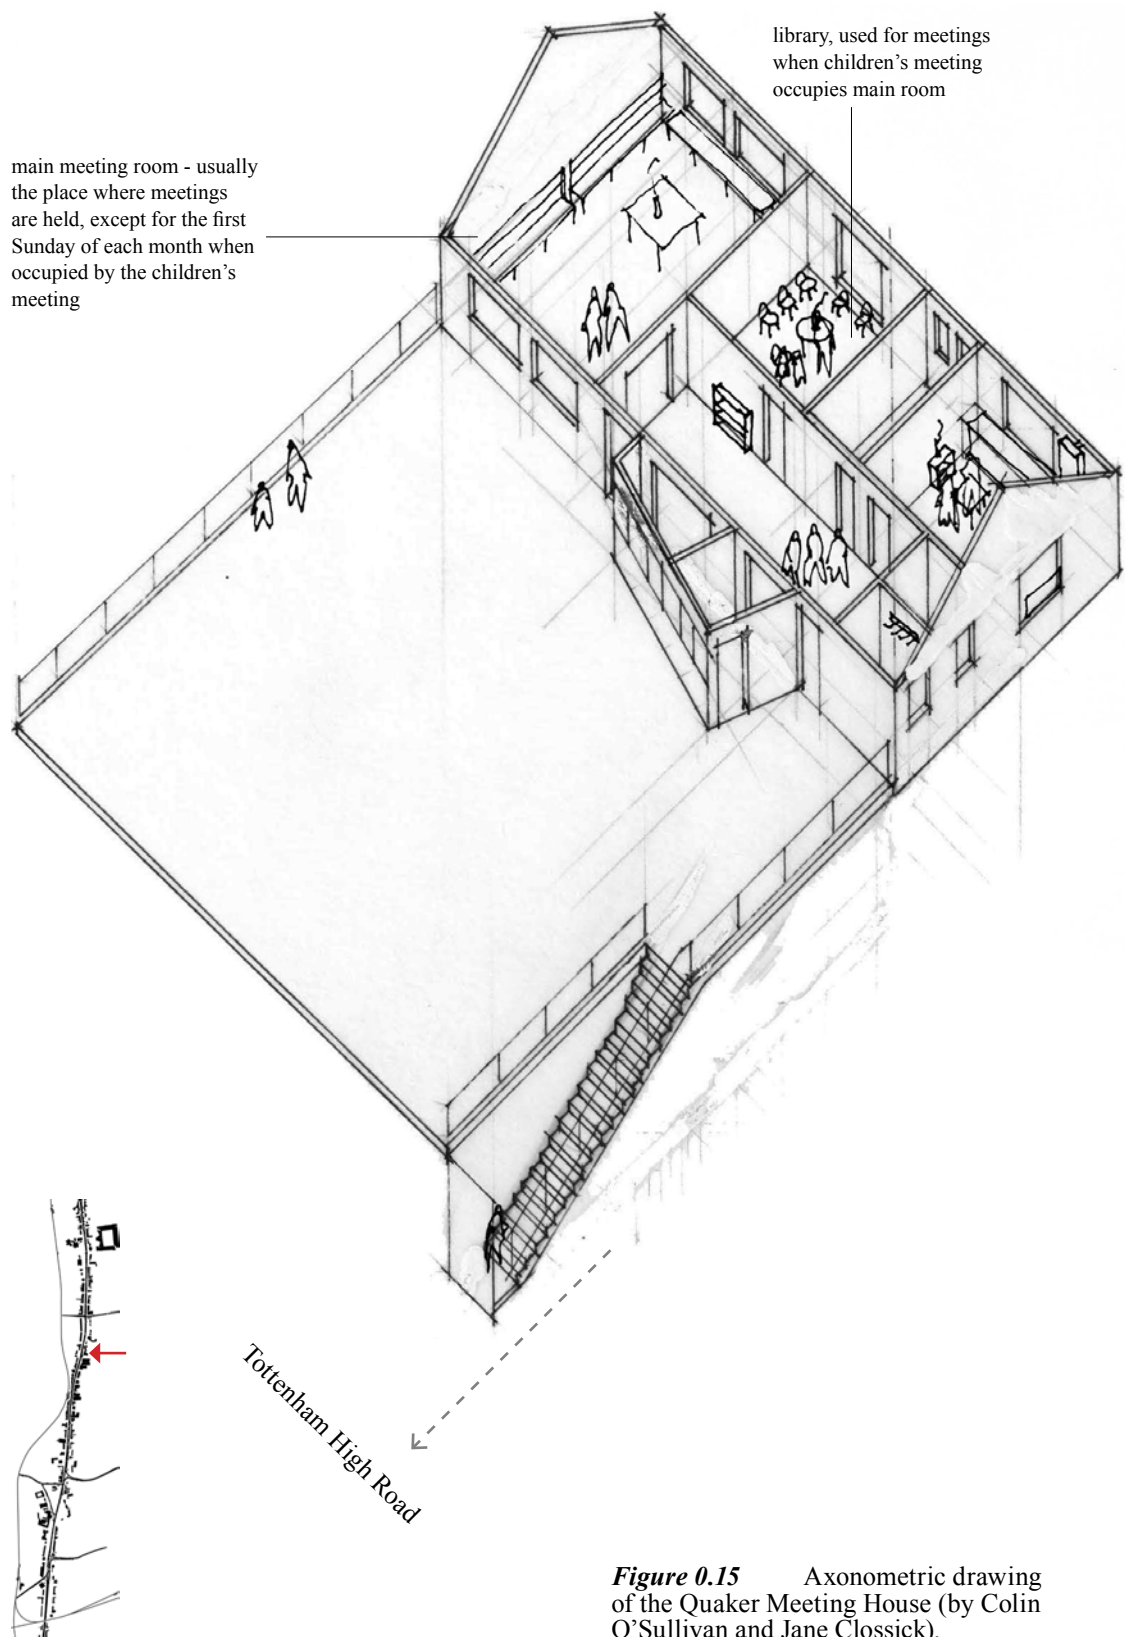 library, used for meetings
when children’s meeting
occupies main room
main meeting room - usually
the place where meetings
are held, except for the first
Sunday of each month when
occupied by the children’s
meeting
Tottenham High Road
Figure 0.15 Axonometric drawing
of the Quaker Meeting House (by Colin
O’Sullivan and Jane Clossick).